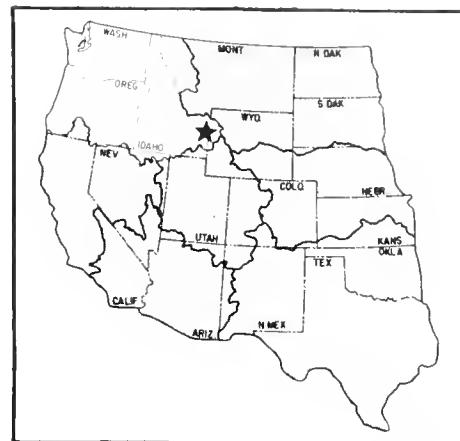 WASH
MONT
N DAK
OREG
S DAK
WYO
IDAHO
NEV
COLO
NEBR
UTAH
KANS
OKLA
TEX
CALIF
ARIZ
N MEX